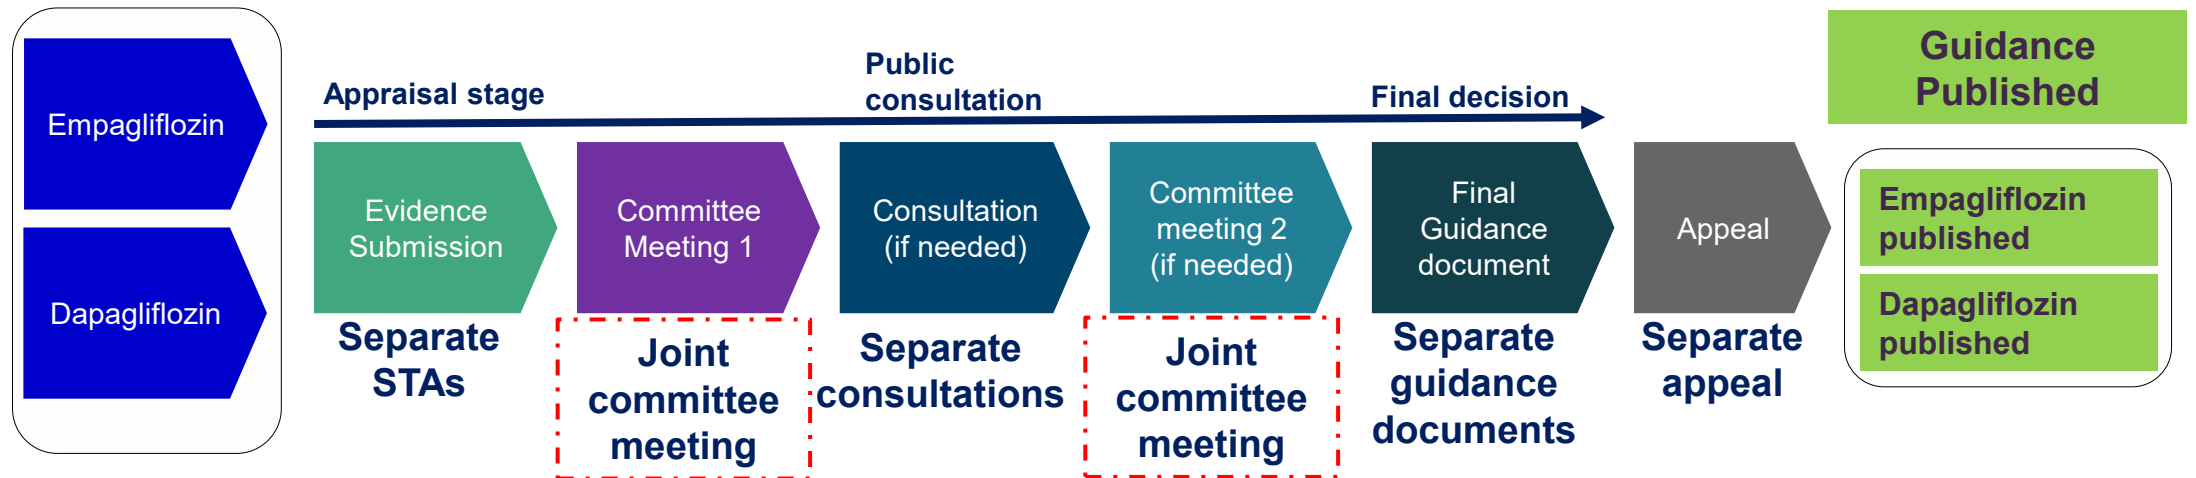 Empagliflozin
Dapagliflozin
Appraisal stage
Public
consultation
Final decision
Evidence
Submission
Committee
Meeting 1
Consultation
(if needed)
Committee
meeting 2
(if needed)
Final
Guidance
document
Appeal
Separate
STAs
Joint
committee
meeting
Separate
consultations
Joint
committee
meeting
Separate
guidance
documents
Separate
appeal
Guidance
Published
Empagliflozin
published
Dapagliflozin
published